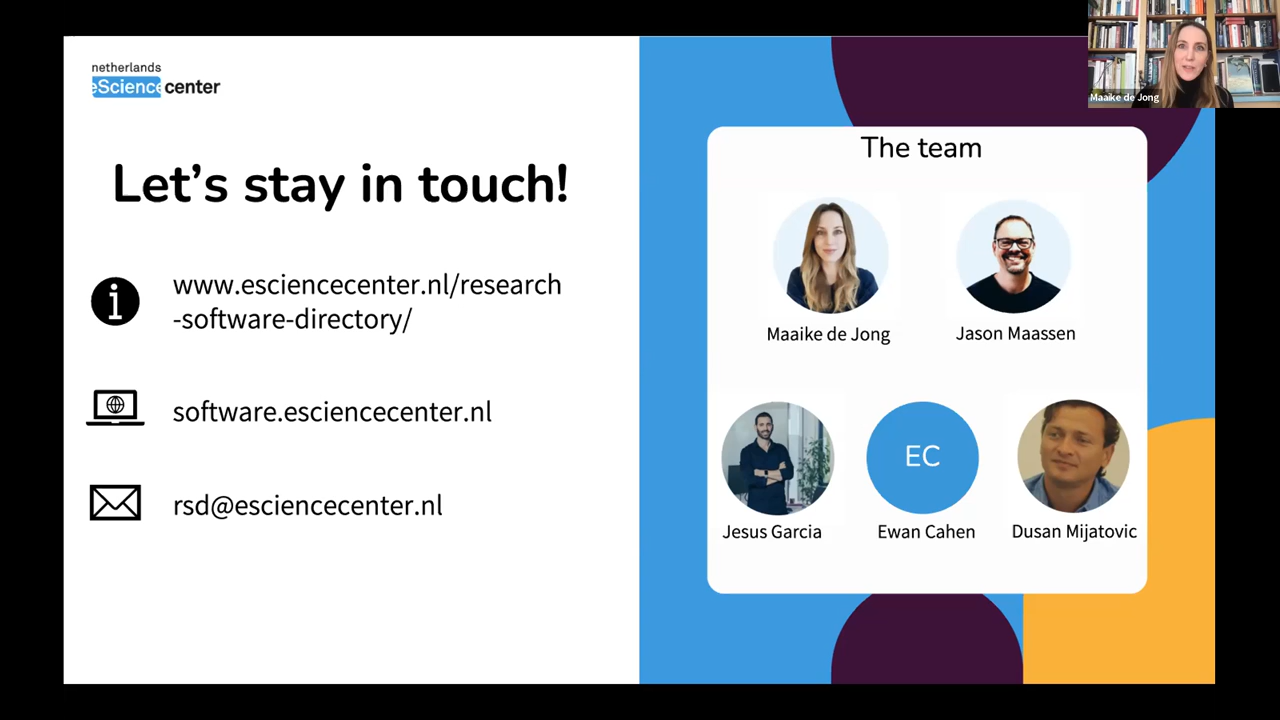 netherlands
eScience center
Let's stay in touch!
www.esciencecenter.nl/research
-software-directory/
software.esciencecenter.nl
rsd@esciencecenter.nl
The team
Maaike de Jong
Jason Maassen
EC
Jesus Garcia
Ewan Cahen
Dusan Mijatovic
Maaike de Jong